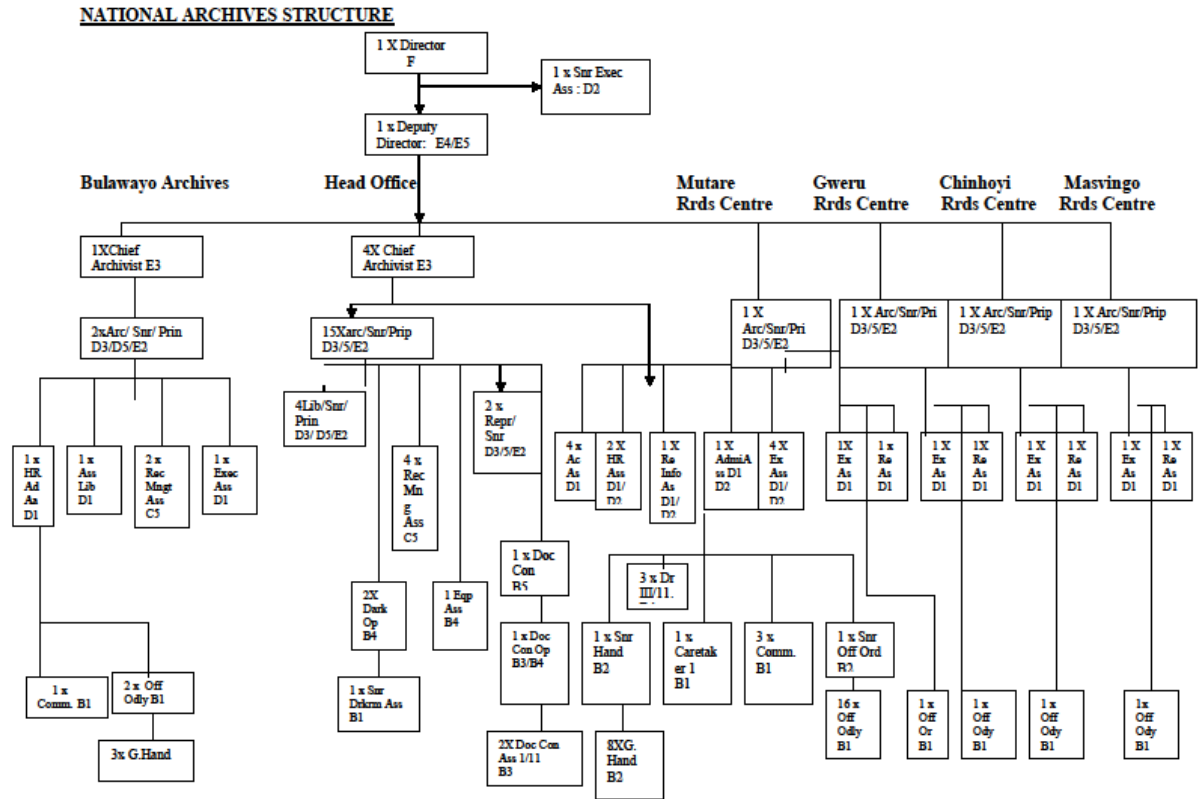 NATIONAL ARCHIVES STRUCTURE
1 X Director
F
1 x Snr Exec
Ass : D2
1 x Deputy
Director: E4/E5
Bulawayo Archives
Head Office
Mutare
Rrds Centre
Gweru
Rrds Centre
Chinhoyi
Rrds Centre
Masvingo
Rrds Centre
1XChief
Archivist E3
4X Chief
Archivist E3
2xArc/ Snr/ Prin
D3/D5/E2
15Xarc/Snr/Prip
D3/5/E2
1 X
Arc/Snr/Pri
D3/5/E2
1 X Arc/Snr/Pri
D3/5/E2
1 X Arc/Snr/Prip
D3/5/E2
1 X Arc/Snr/Prip
D3/5/E2
4Lib/Snr/
Prin
D3/ D5/E2
2 x
Repr/
Snr
D3/5/E2
1 x
HR
Ad
Aa
D1
1 x
Ass
Lib
D1
2 x
Rec
Mngt
Ass
C5
1 x
Exec
Ass
D1
4 x
Rec
Mn
g
Ass
C5
4 x
Ac
As
D1
2 X
HR
Ass
D1/
D2
1 X
Re
Info
As
D1/
D2
1 X
AdmiA
ss D1
D2
4 X
Ex
Ass
D1/
D2
1X
Ex
As
D1
1 x
Re
As
D1
1 X
Ex
As
D1
1X
Re
As
D1
1 X
Ex
As
D1
1 X
Re
As
D1
1 X
Ex
As
D1
1X
Re
As
D1
1 x Doc
Con
B5
2X
Dark
Op
B4
1 Eqp
Ass
B4
3 x Dr
III/11.
1 x Doc
Con Op
B3/B4
1 x Snr
Hand
B2
1 x
Caretak
er 1
B1
3 x
Comm.
B1
1 x Snr
Off Ord
B2
1 x
Comm. B1
2 x Off
Odly B1
1 x Snr
Drkrm Ass
B1
16 x
Off
Odly
B1
1 x
Off
Or B1
1 x
Off
Ody
B1
1 x
Off
Ody
B1
1x
Off
Ody
B1
3x G.Hand
2X Doc Con
Ass 1/11
B3
8XG.
Hand
B2